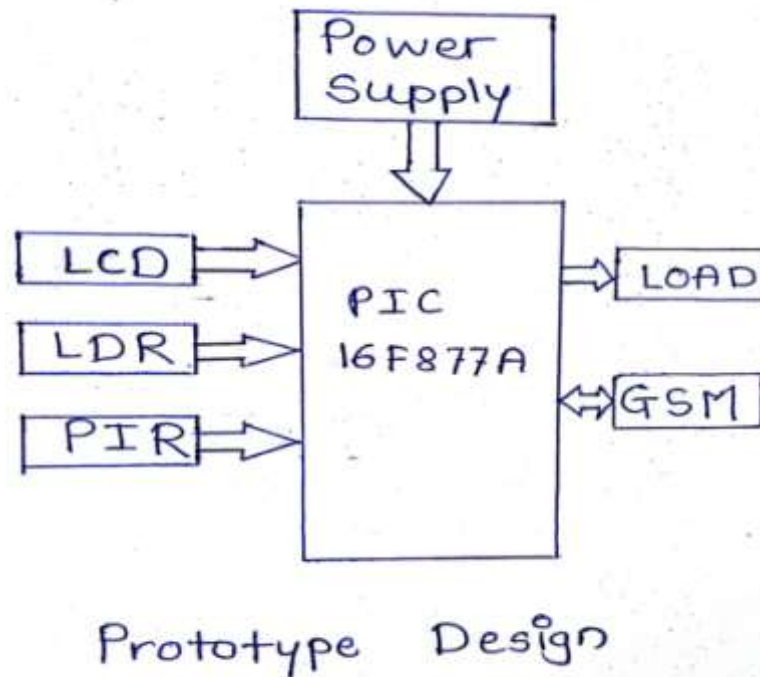 Power
Supply
LCD
LDR
PIR
PIC
16F877A
LOAD
GSM
Prototype Design